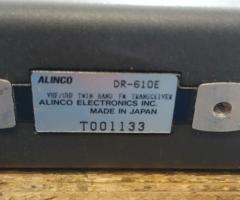 ALINCO DR-610E
VHF/UHF TWIN BAND FM TRANSCEIVER
ALINCO ELECTRONICS INC.
MADE IN JAPAN
T001133